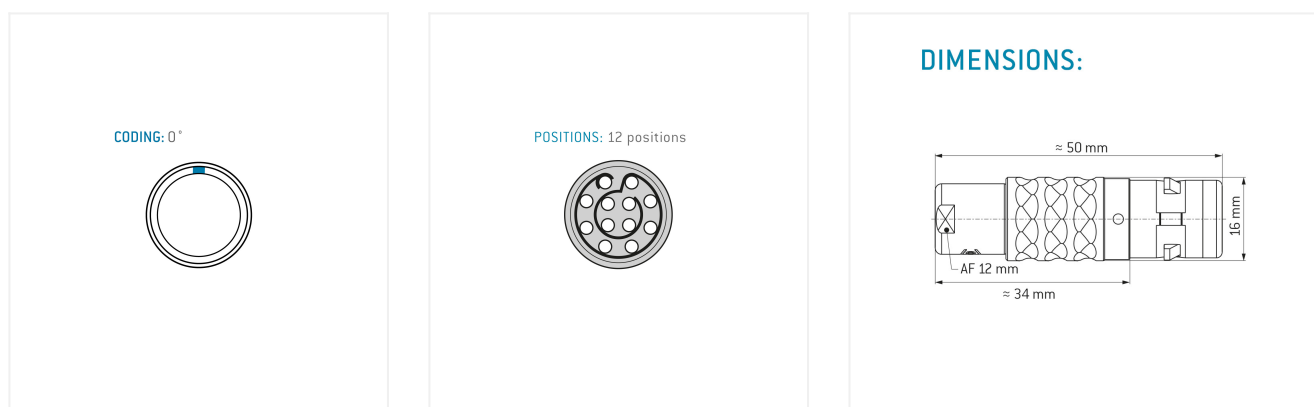 CODING: 0°
POSITIONS: 12 positions
DIMENSIONS:
≈ 50 mm
16 mm
AF 12 mm
≈ 34 mm